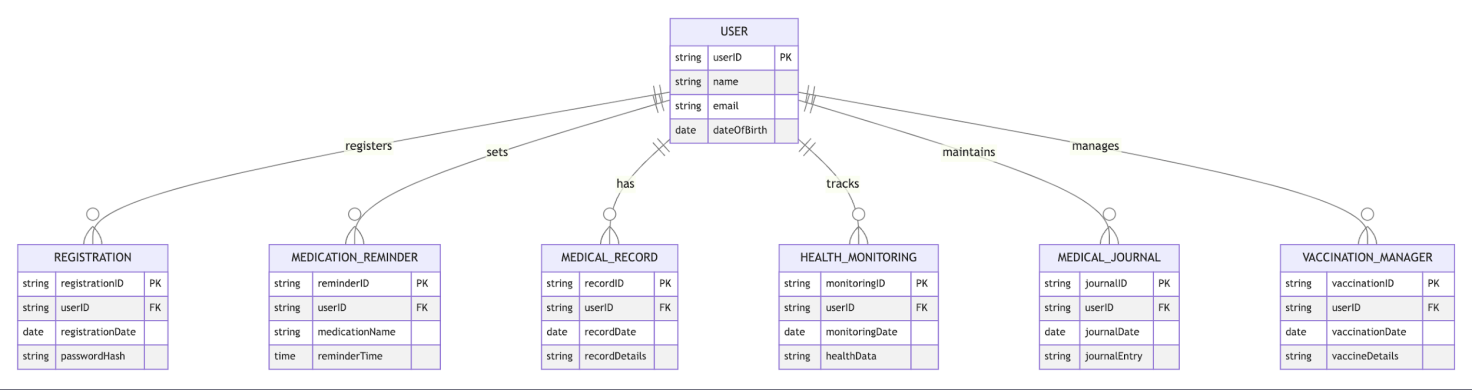 USER
string userID PK
string name
string email
date dateOfBirth
registers
sets
has
tracks
maintains
manages
REGISTRATION
string registrationID PK
string userID FK
date registrationDate
string passwordHash
MEDICATION_REMINDER
string reminderID PK
string userID FK
string medicationName
time reminderTime
MEDICAL_RECORD
string recordID PK
string userID FK
date recordDate
string recordDetails
HEALTH_MONITORING
string monitoringID PK
string userID FK
date monitoringDate
string healthData
MEDICAL_JOURNAL
string journalID PK
string userID FK
date journalDate
string journalEntry
VACCINATION_MANAGER
string vaccinationID PK
string userID FK
date vaccinationDate
string vaccineDetails